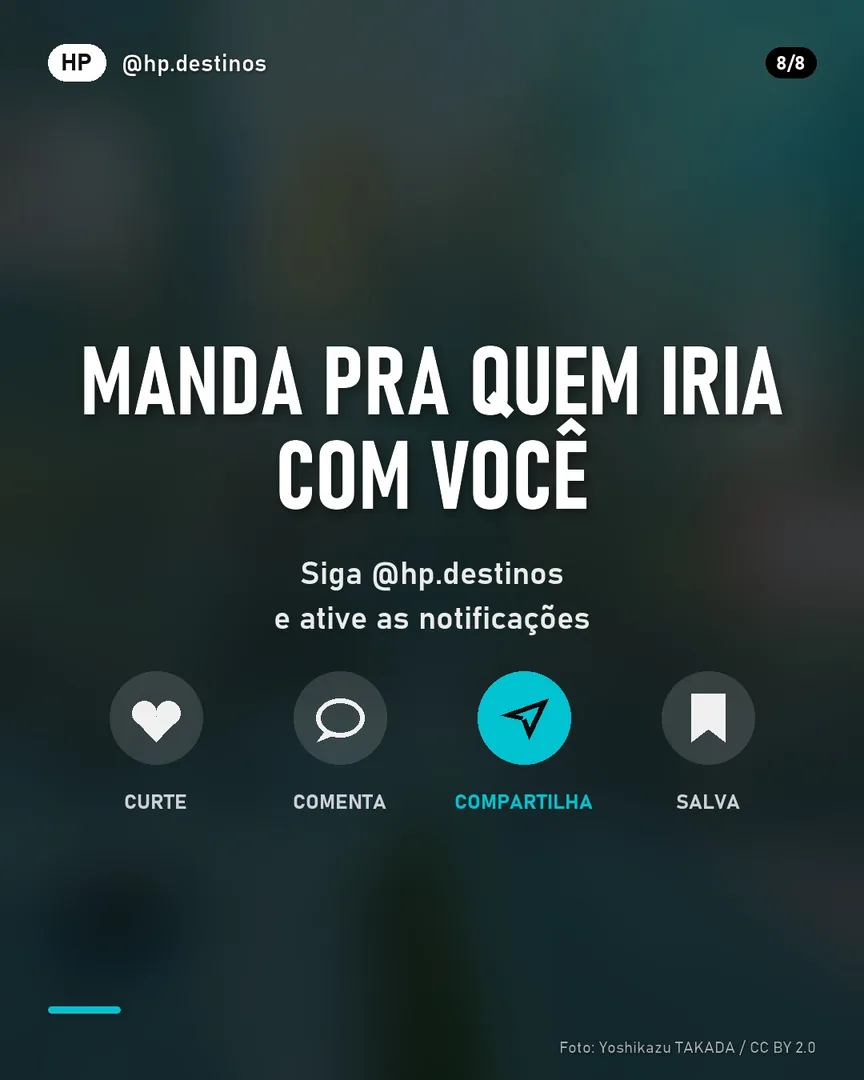 HP @hp.destinos 8/8
MANDA PRA QUEM IRIA
COM VOCÊ
Siga @hp.destinos
e ative as notificações
CURTE COMENTA COMPARTILHA SALVA
Foto: Yoshikazu TAKADA / CC BY 2.0